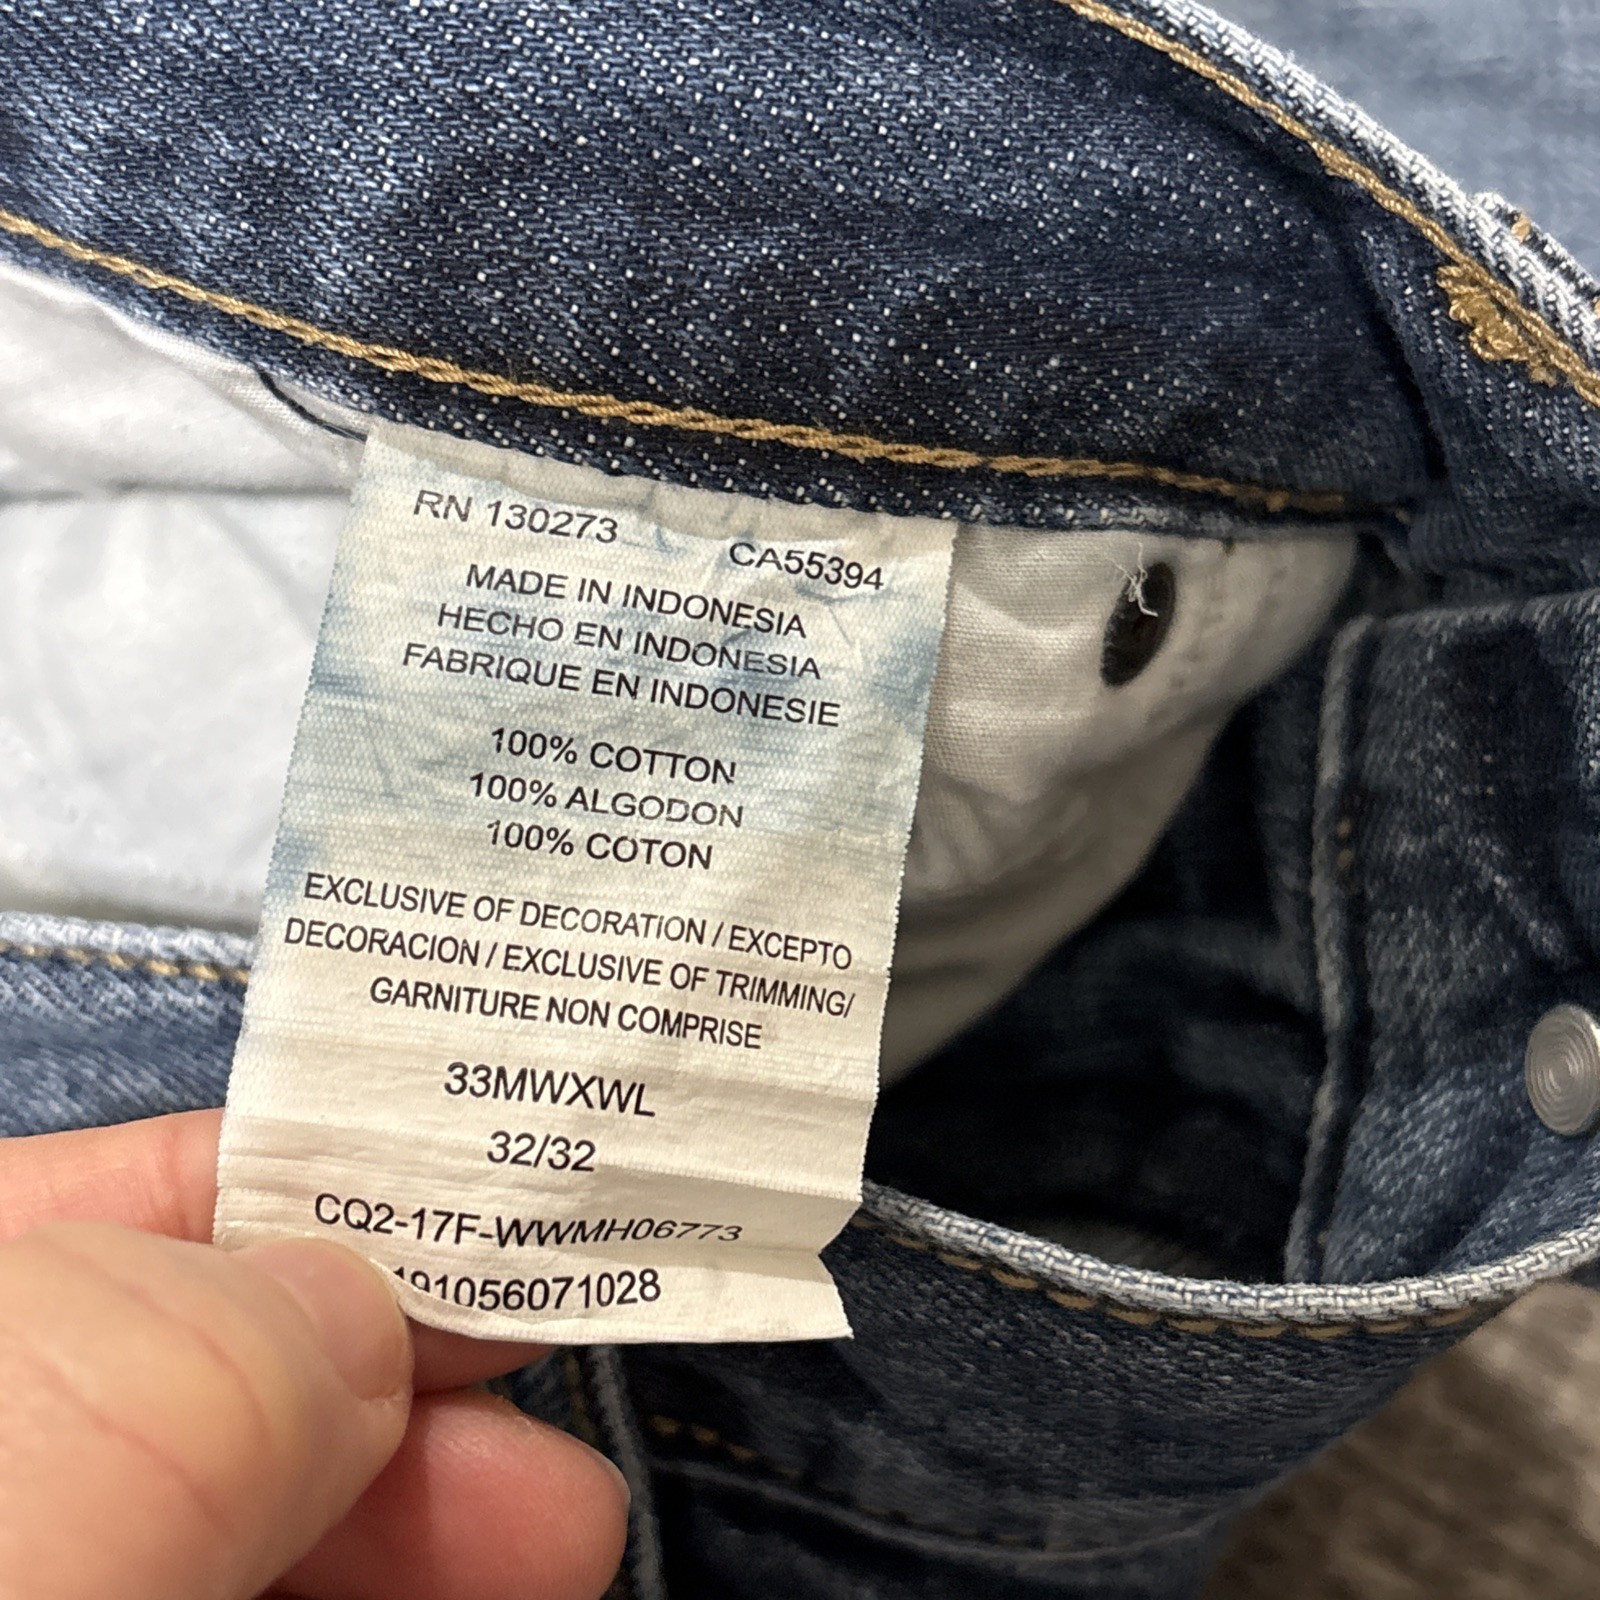 RN 130273
CA55394
MADE IN INDONESIA
HECHO EN INDONESIA
FABRIQUE EN INDONESIE
100% COTTON
100% ALGODON
100% COTON
EXCLUSIVE OF DECORATION / EXCEPTO
DECORACION / EXCLUSIVE OF TRIMMING/
GARNITURE NON COMPRISE
33MWXWL
32/32
CQ2-17F-WWMH06773
191056071028